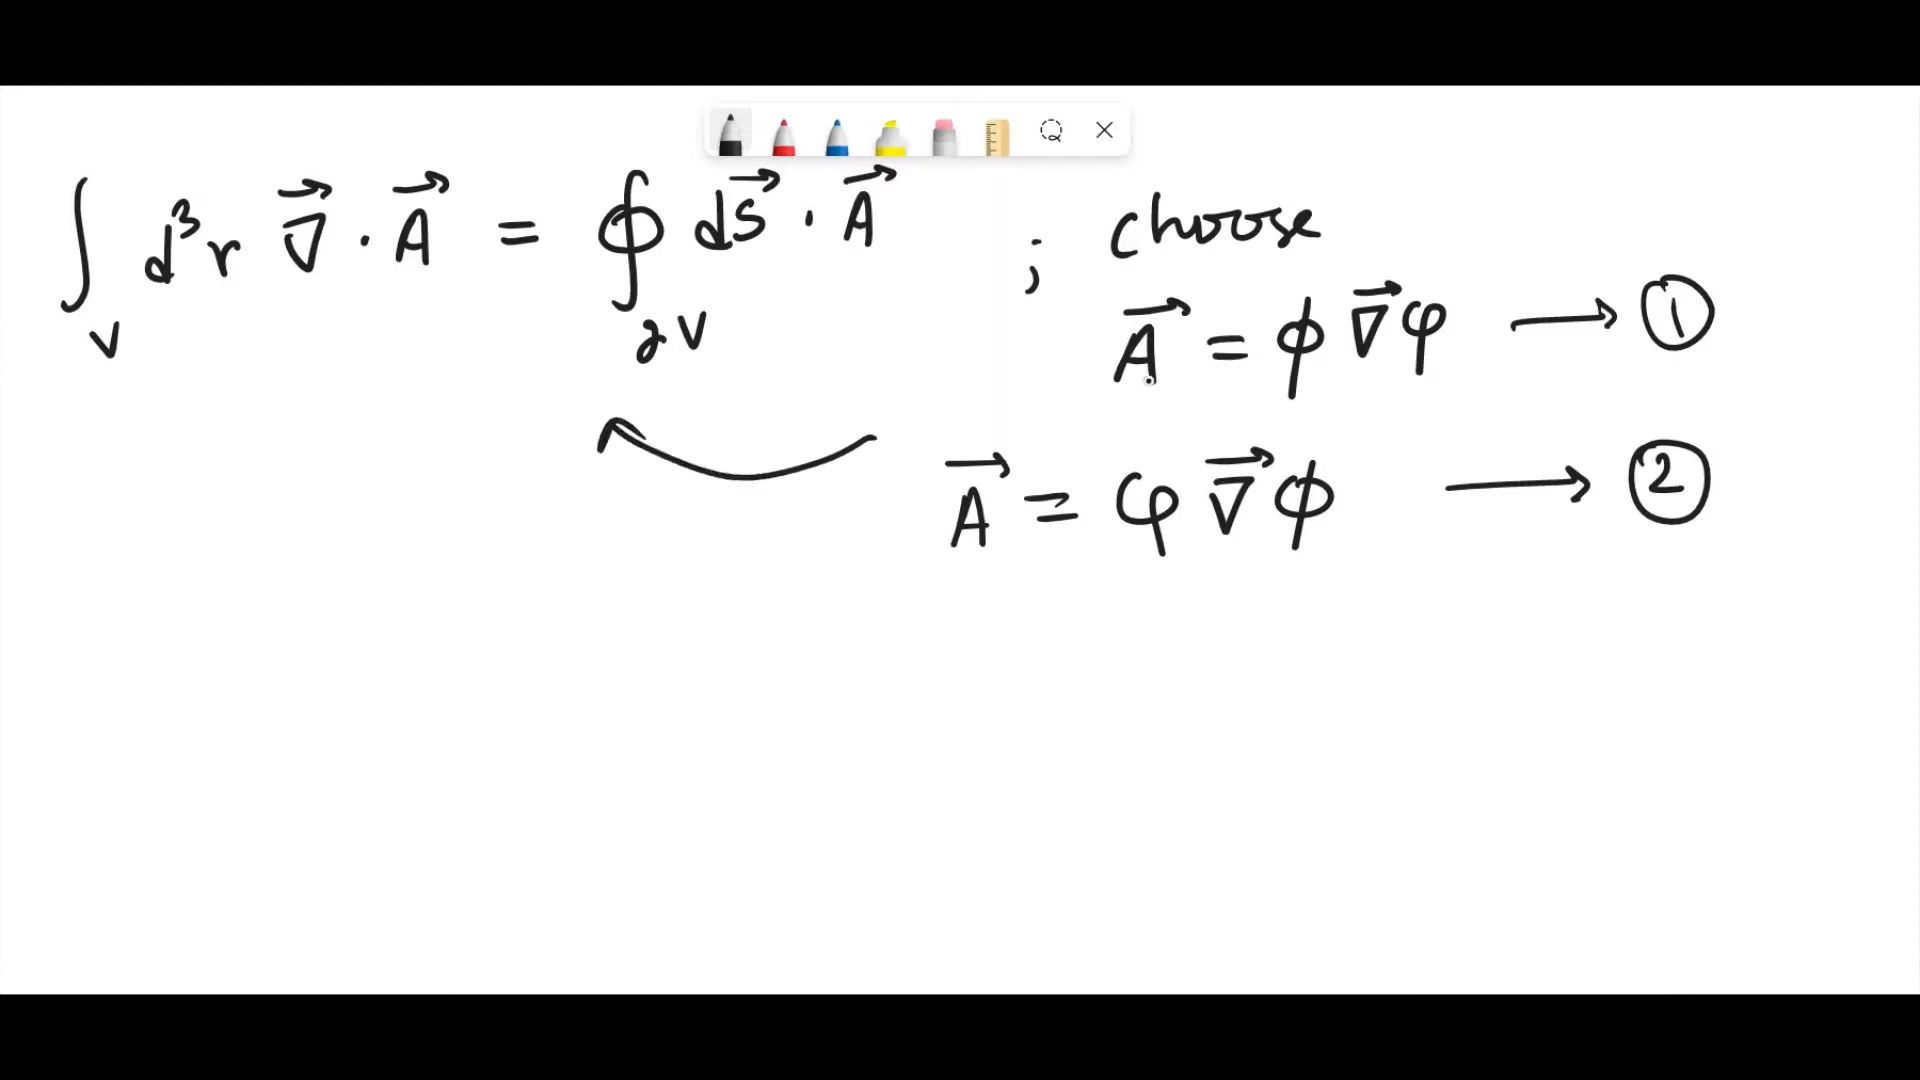 ∫_V d³r ∇⃗ · A⃗ = ∮_∂V dS⃗ · A⃗ ; choose
A⃗ = ϕ ∇⃗φ ⟶ ①
A⃗ = φ ∇⃗ϕ ⟶ ②